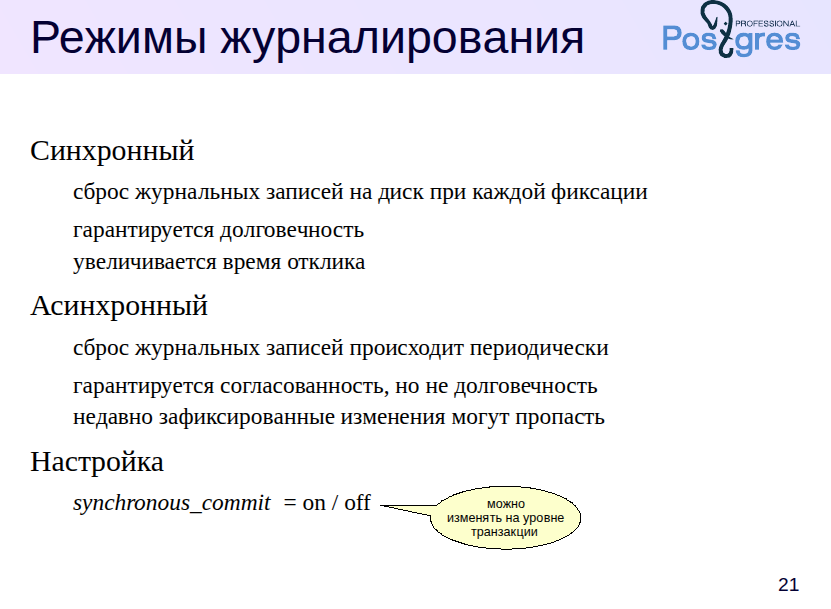 Режимы журналирования
PROFESSIONAL
Postgres
Синхронный
сброс журнальных записей на диск при каждой фиксации
гарантируется долговечность
увеличивается время отклика
Асинхронный
сброс журнальных записей происходит периодически
гарантируется согласованность, но не долговечность
недавно зафиксированные изменения могут пропасть
Настройка
synchronous_commit = on / off
можно
изменять на уровне
транзакции
21